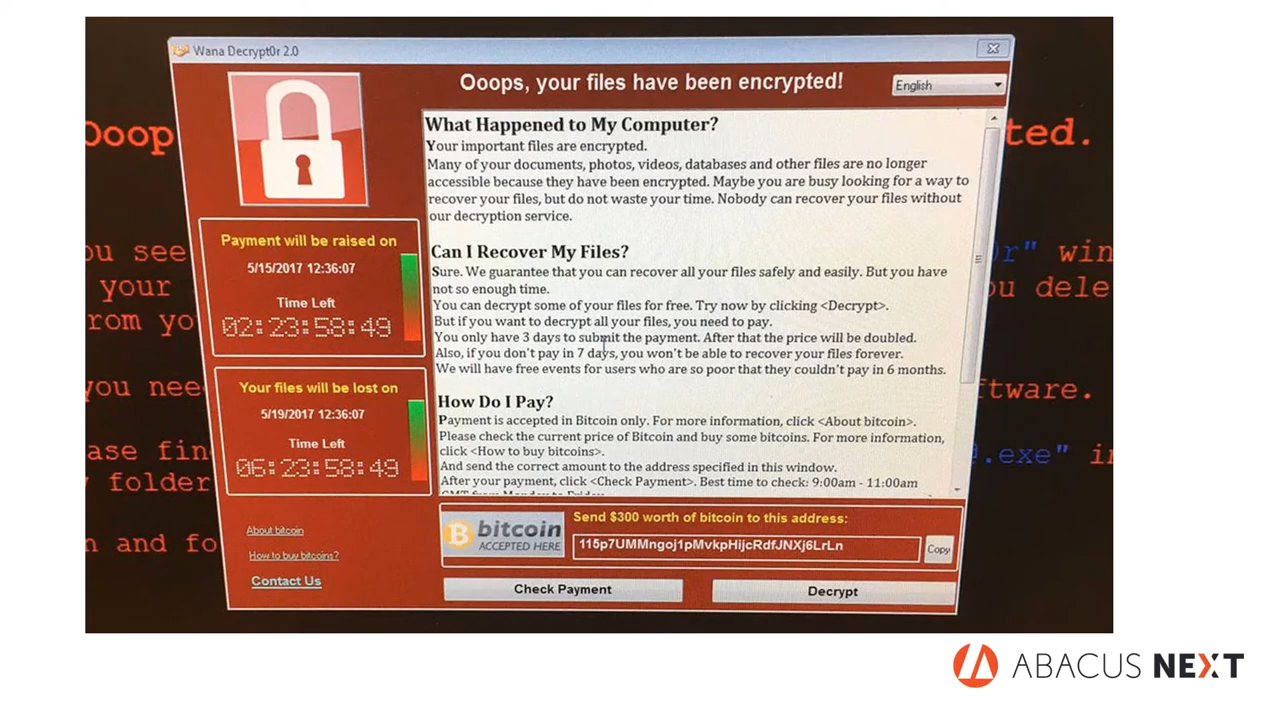 Wana Decrypt0r 2.0
Ooops, your files have been encrypted!
English
What Happened to My Computer?
Your important files are encrypted.
Many of your documents, photos, videos, databases and other files are no longer
accessible because they have been encrypted. Maybe you are busy looking for a way to
recover your files, but do not waste your time. Nobody can recover your files without
our decryption service.
Can I Recover My Files?
Sure. We guarantee that you can recover all your files safely and easily. But you have
not so enough time.
You can decrypt some of your files for free. Try now by clicking <Decrypt>.
But if you want to decrypt all your files, you need to pay.
You only have 3 days to submit the payment. After that the price will be doubled.
Also, if you don't pay in 7 days, you won't be able to recover your files forever.
We will have free events for users who are so poor that they couldn't pay in 6 months.
How Do I Pay?
Payment is accepted in Bitcoin only. For more information, click <About bitcoin>.
Please check the current price of Bitcoin and buy some bitcoins. For more information,
click <How to buy bitcoins>.
And send the correct amount to the address specified in this window.
After your payment, click <Check Payment>. Best time to check: 9:00am - 11:00am
GMT from Monday to Friday
Payment will be raised on
5/15/2017 12:36:07
Time Left
02:23:58:49
Your files will be lost on
5/19/2017 12:36:07
Time Left
06:23:58:49
About bitcoin
How to buy bitcoins?
Contact Us
B bitcoin
ACCEPTED HERE
Send $300 worth of bitcoin to this address:
115p7UMMngoj1pMvkpHijcRdfJNXj6LrLn
Copy
Check Payment
Decrypt
Ooop ted.
ou see 0r" win
your ou dele
rom yo
you nee ftware.
ase fin .exe" in
folder
n and fo
ABACUS NEXT